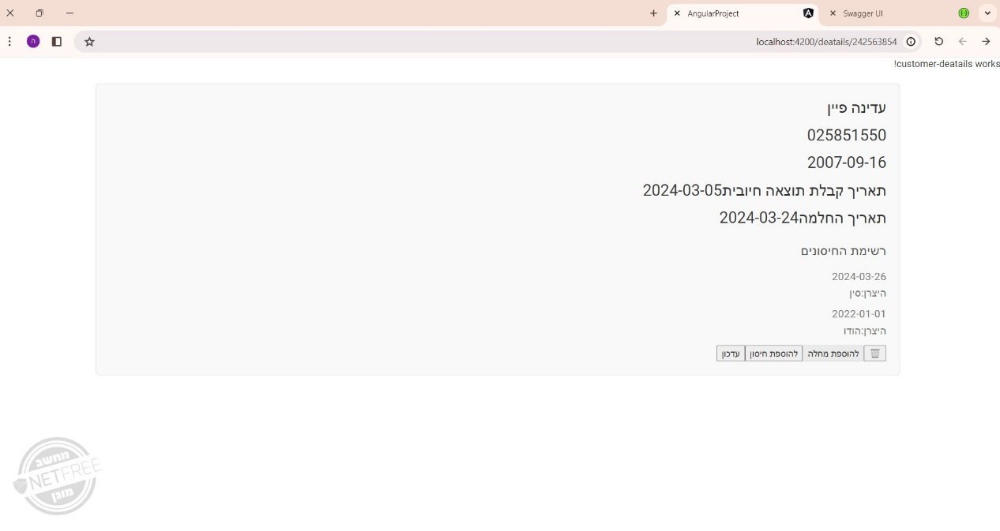 AngularProject
Swagger UI
localhost:4200/deatails/242563854
ה
!customer-deatails works
עדינה פיין
025851550
2007-09-16
תאריך קבלת תוצאה חיובית2024-03-05
תאריך החלמה2024-03-24
רשימת החיסונים
2024-03-26
היצרן:סין
2022-01-01
היצרן:הודו
להוספת מחלה
להוספת חיסון
עדכון
מחשב
NETFREE
מוגן